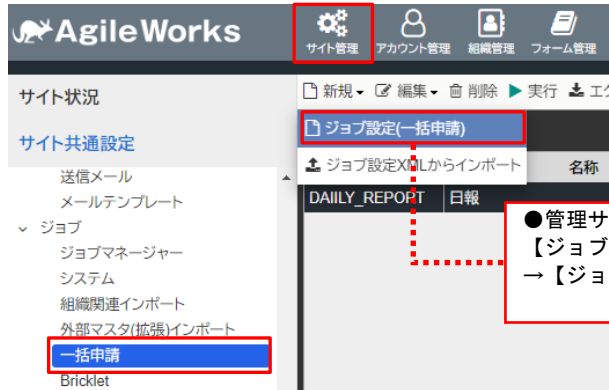 AgileWorks
サイト管理 アカウント管理 組織管理 フォーム管理
サイト状況
サイト共通設定
送信メール
メールテンプレート
ジョブ
ジョブマネージャー
システム
組織関連インポート
外部マスタ(拡張)インポート
一括申請
Bricklet
新規 編集 削除 実行 エク
ジョブ設定(一括申請)
ジョブ設定XMLからインポート
名称
DAIILY_REPORT 日報
●管理サ
【ジョブ
→【ジョ